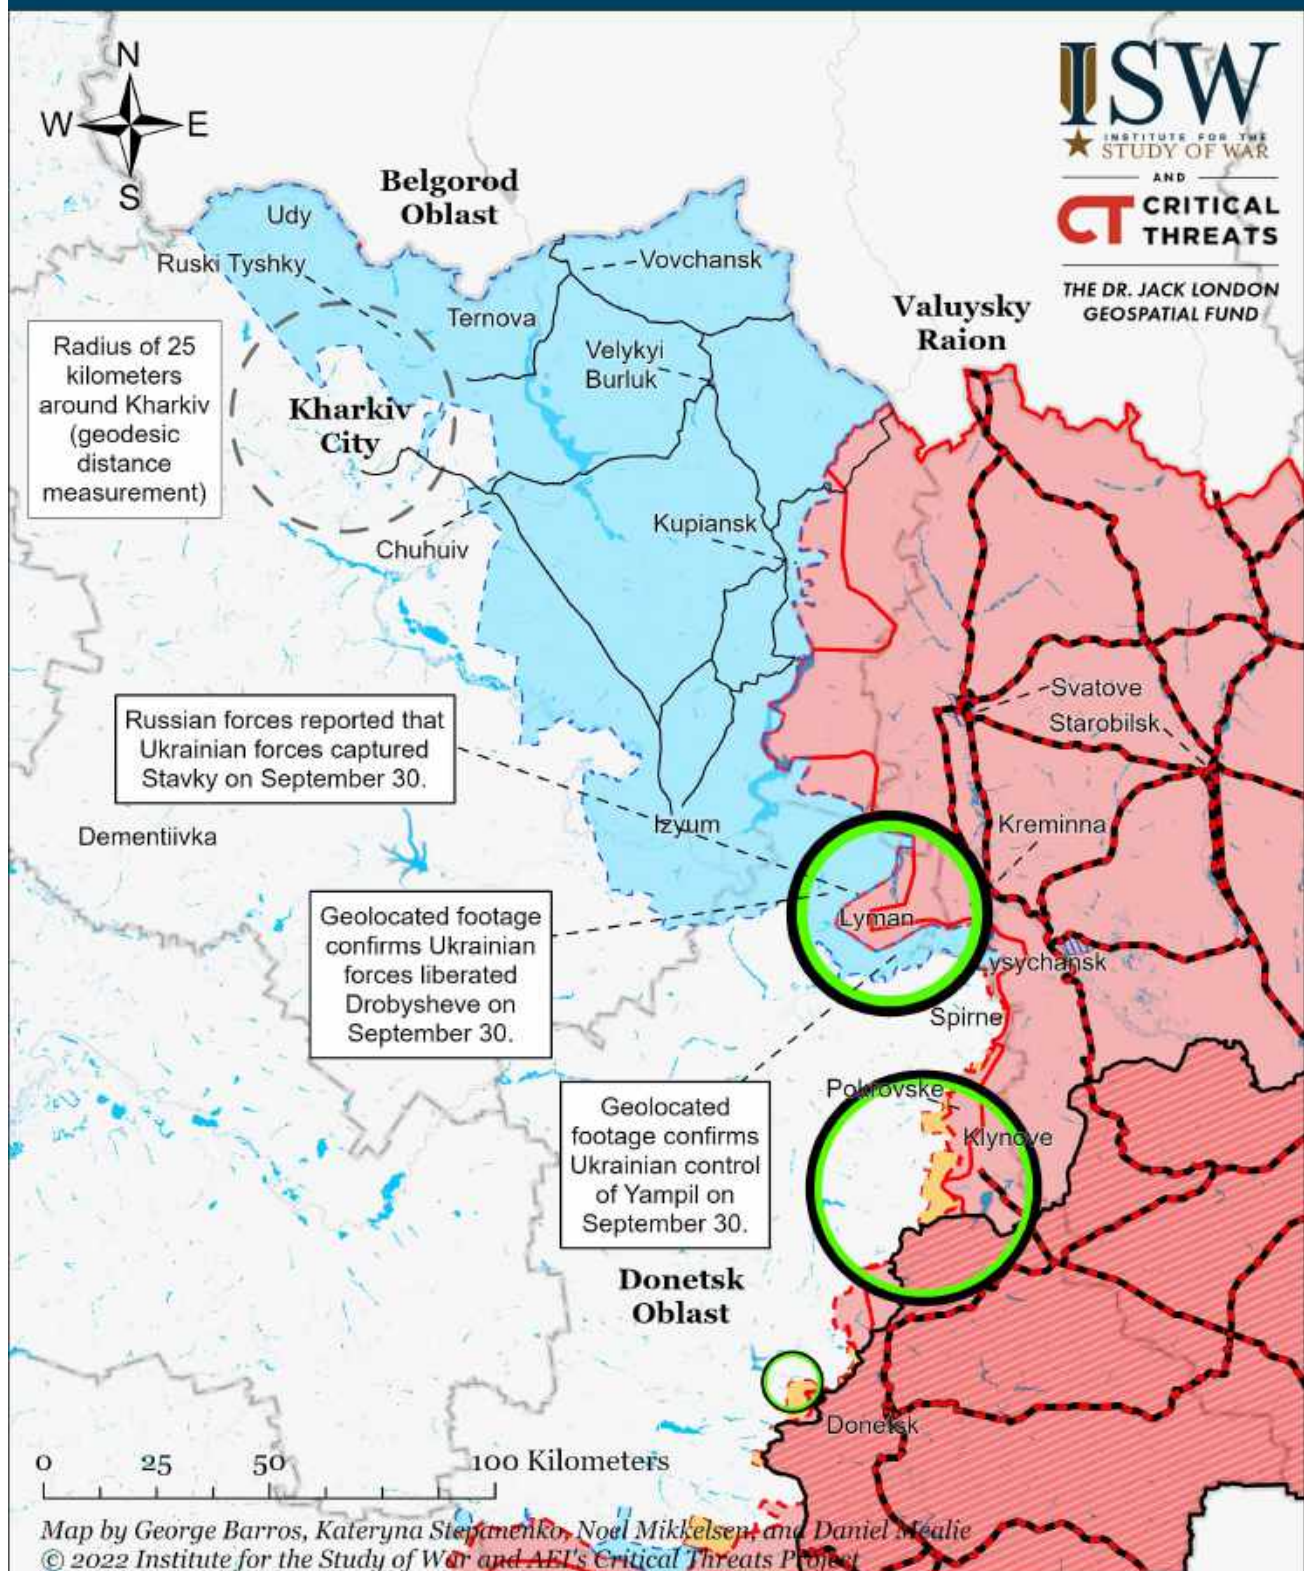 N
W E
S
ISW
INSTITUTE FOR THE
STUDY OF WAR
AND
CT CRITICAL
THREATS
THE DR. JACK LONDON
GEOSPATIAL FUND
Belgorod
Oblast
Udy
Ruski Tyshky
Vovchansk
Ternova
Valuysky
Raion
Radius of 25
kilometers
around Kharkiv
(geodesic
distance
measurement)
Velykyi
Burluk
Kharkiv
City
Kupiansk
Chuhuiv
Svatove
Starobilsk
Russian forces reported that
Ukrainian forces captured
Stavky on September 30.
Dementiivka
Izyum
Kreminna
Geolocated footage
confirms Ukrainian
forces liberated
Drobysheve on
September 30.
Lyman
ysychansk
Spirne
Pokrovske
Klynove
Geolocated
footage confirms
Ukrainian control
of Yampil on
September 30.
Donetsk
Oblast
Donetsk
0 25 50 100 Kilometers
Map by George Barros, Kateryna Stepanenko, Noel Mikkelsen, and Daniel Mealie
© 2022 Institute for the Study of War and AEI's Critical Threats Project